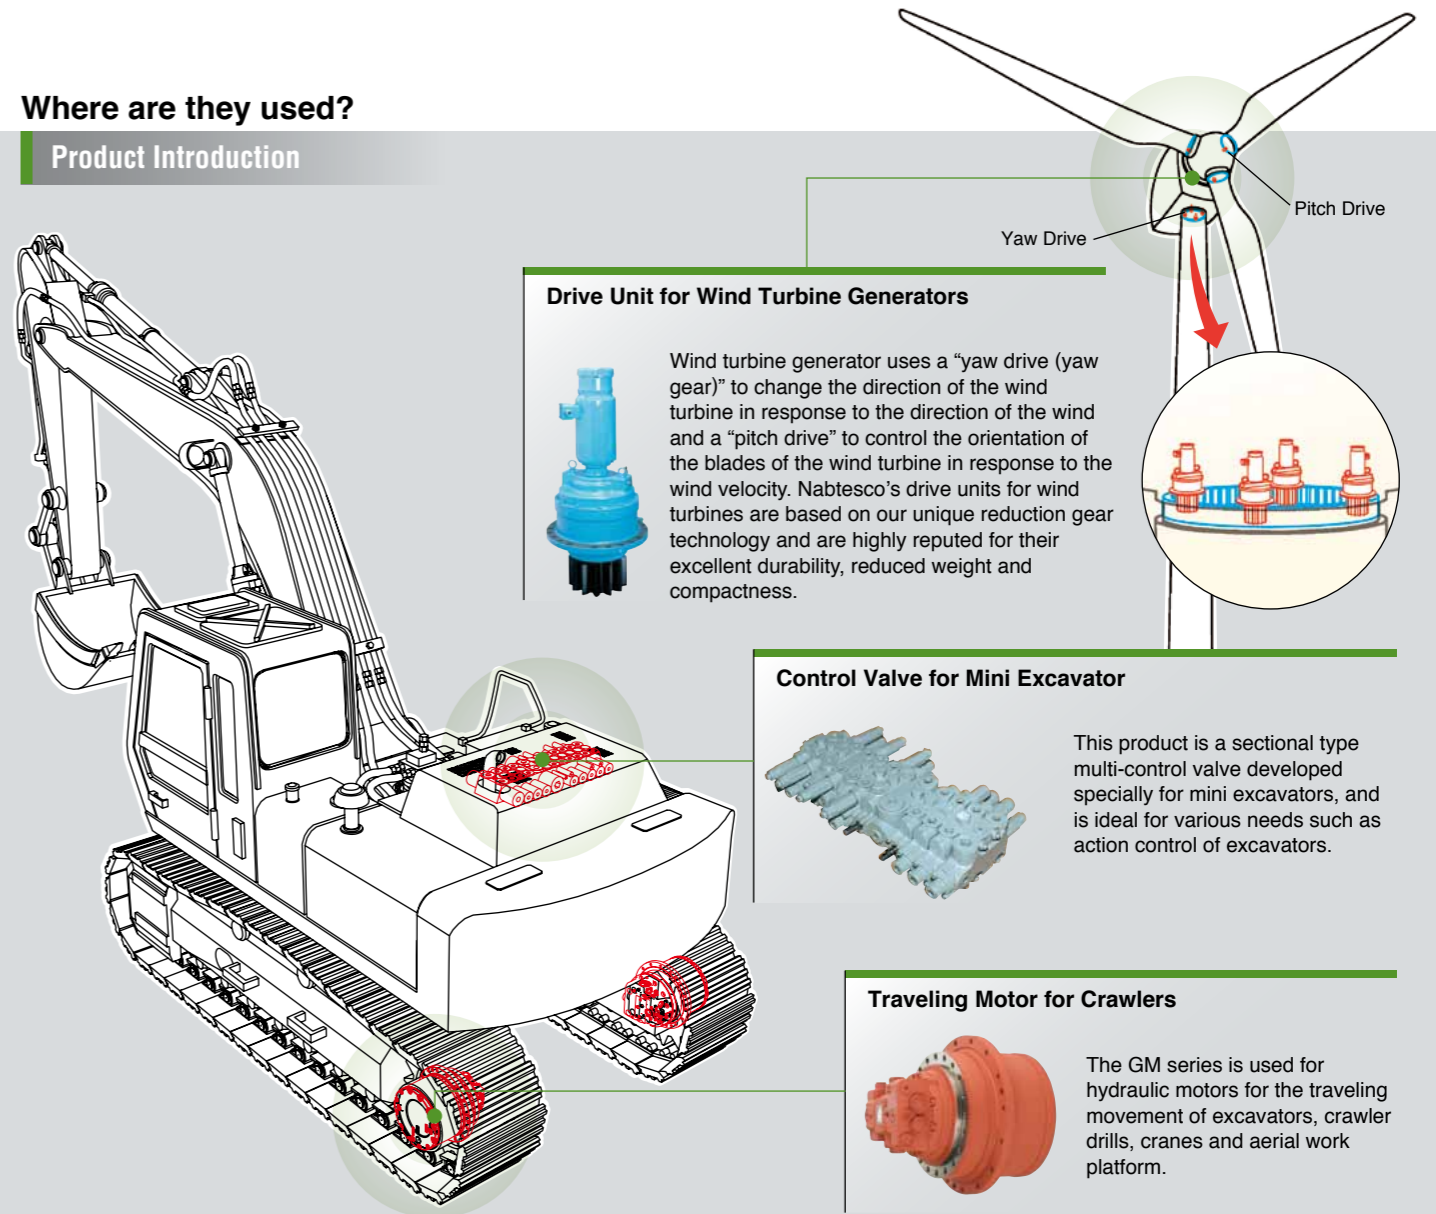 Where are they used?
Product Introduction
Pitch Drive
Yaw Drive
Drive Unit for Wind Turbine Generators
Wind turbine generator uses a “yaw drive (yaw
gear)” to change the direction of the wind
turbine in response to the direction of the wind
and a “pitch drive” to control the orientation of
the blades of the wind turbine in response to the
wind velocity. Nabtesco’s drive units for wind
turbines are based on our unique reduction gear
technology and are highly reputed for their
excellent durability, reduced weight and
compactness.
Control Valve for Mini Excavator
This product is a sectional type
multi-control valve developed
specially for mini excavators, and
is ideal for various needs such as
action control of excavators.
Traveling Motor for Crawlers
The GM series is used for
hydraulic motors for the traveling
movement of excavators, crawler
drills, cranes and aerial work
platform.